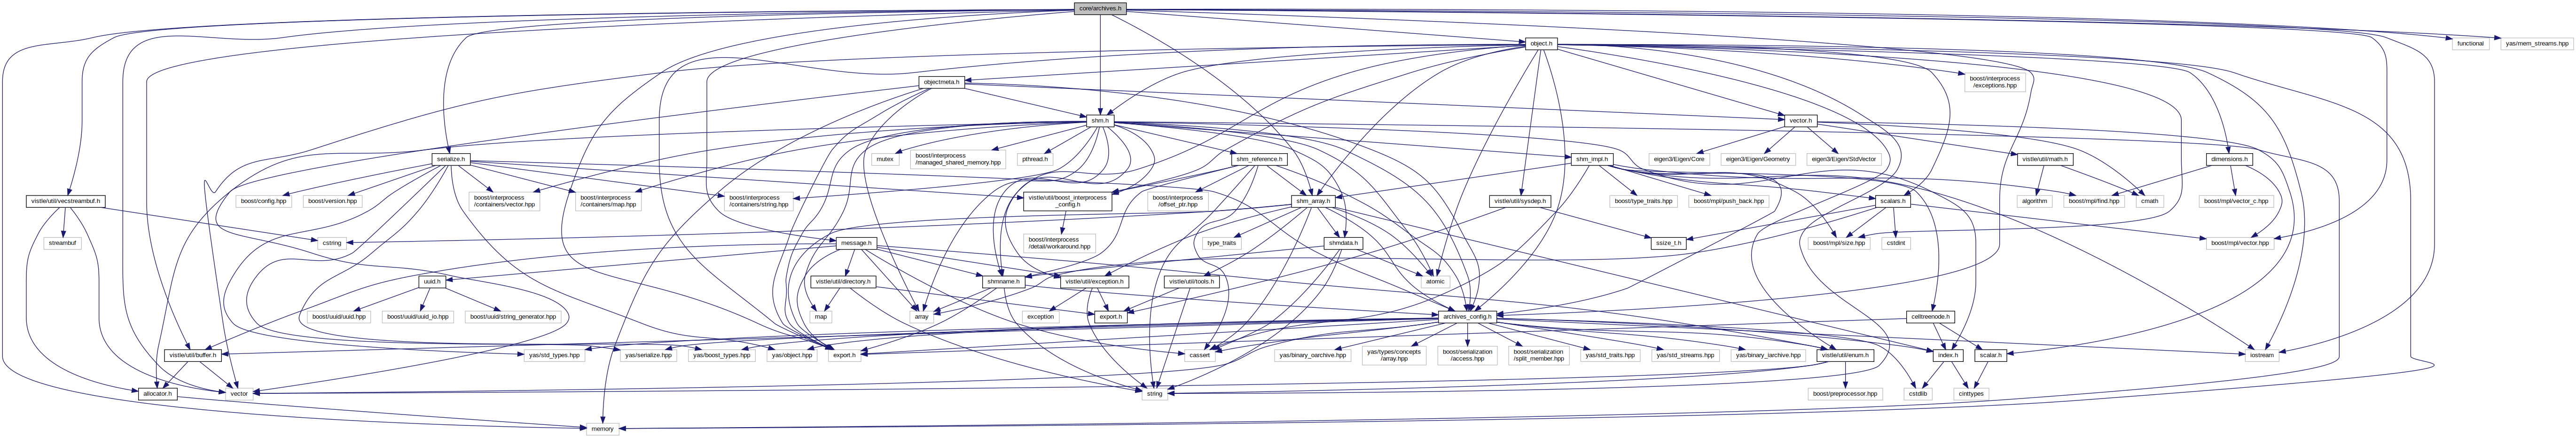 core/archives.h
object.h
functional
yas/mem_streams.hpp
objectmeta.h
boost/interprocess
/exceptions.hpp
shm.h
vector.h
serialize.h
mutex
boost/interprocess
/managed_shared_memory.hpp
pthread.h
shm_reference.h
shm_impl.h
eigen3/Eigen/Core
eigen3/Eigen/Geometry
eigen3/Eigen/StdVector
vistle/util/math.h
dimensions.h
vistle/util/vecstreambuf.h
boost/config.hpp
boost/version.hpp
boost/interprocess
/containers/vector.hpp
boost/interprocess
/containers/map.hpp
boost/interprocess
/containers/string.hpp
vistle/util/boost_interprocess
_config.h
boost/interprocess
/offset_ptr.hpp
shm_array.h
vistle/util/sysdep.h
boost/type_traits.hpp
boost/mpl/push_back.hpp
scalars.h
algorithm
boost/mpl/find.hpp
cmath
boost/mpl/vector_c.hpp
streambuf
cstring
message.h
boost/interprocess
/detail/workaround.hpp
type_traits
shmdata.h
ssize_t.h
boost/mpl/size.hpp
cstdint
boost/mpl/vector.hpp
uuid.h
vistle/util/directory.h
shmname.h
vistle/util/exception.h
vistle/util/tools.h
atomic
boost/uuid/uuid.hpp
boost/uuid/uuid_io.hpp
boost/uuid/string_generator.hpp
map
array
exception
export.h
archives_config.h
celltreenode.h
vistle/util/buffer.h
yas/std_types.hpp
yas/serialize.hpp
yas/boost_types.hpp
yas/object.hpp
export.h
cassert
yas/binary_oarchive.hpp
yas/types/concepts
/array.hpp
boost/serialization
/access.hpp
boost/serialization
/split_member.hpp
yas/std_traits.hpp
yas/std_streams.hpp
yas/binary_iarchive.hpp
vistle/util/enum.h
index.h
scalar.h
iostream
allocator.h
vector
string
boost/preprocessor.hpp
cstdlib
cinttypes
memory